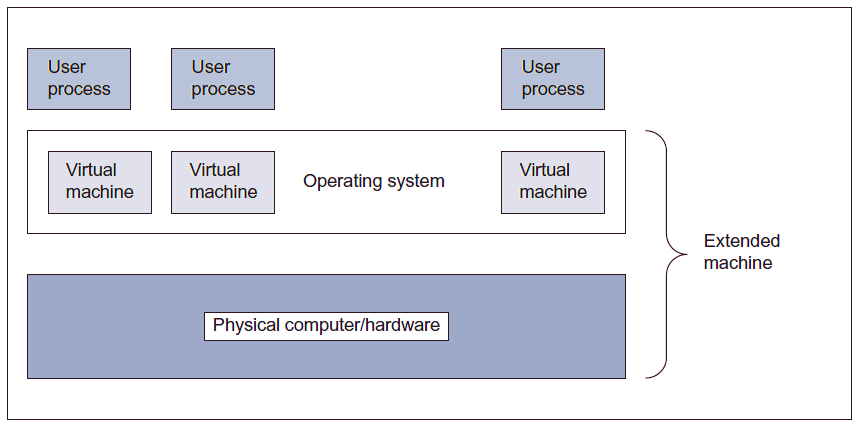 User
process
User
process
User
process
Virtual
machine
Virtual
machine
Operating system
Virtual
machine
Extended
machine
Physical computer/hardware